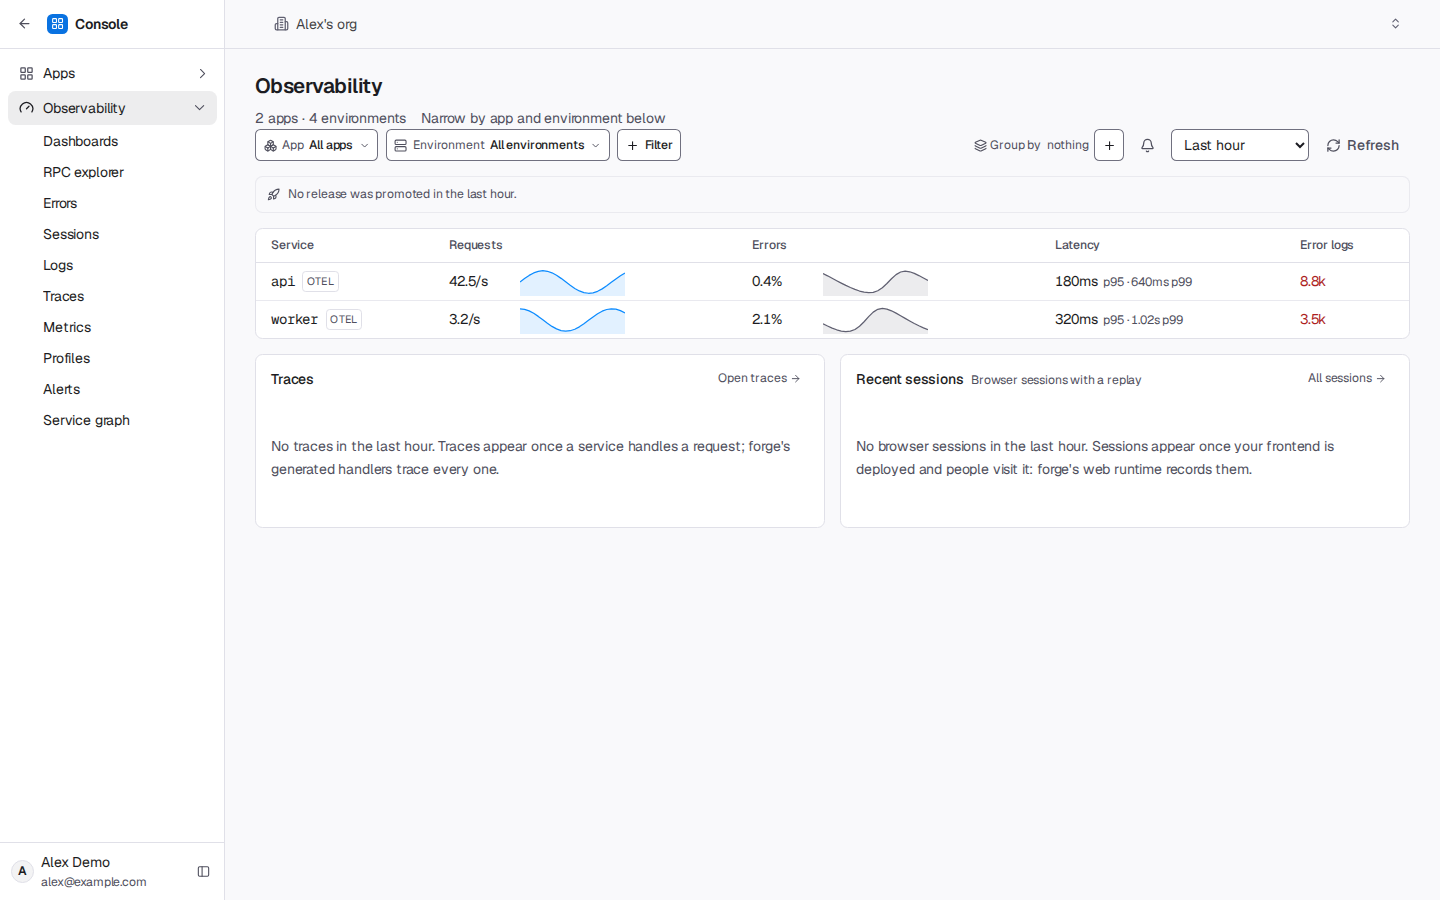 Console
Alex's org
Apps
Observability
Dashboards
RPC explorer
Errors
Sessions
Logs
Traces
Metrics
Profiles
Alerts
Service graph
Alex Demo
A
alex@example.com
Observability
2 apps · 4 environments Narrow by app and environment below
App All apps Environment All environments Filter Group by nothing Last hour Refresh
No release was promoted in the last hour.
Service Requests Errors Latency Error logs
api OTEL 42.5/s 0.4% 180ms p95 · 640ms p99 8.8k
worker OTEL 3.2/s 2.1% 320ms p95 · 1.02s p99 3.5k
Traces Open traces →
No traces in the last hour. Traces appear once a service handles a request; forge's
generated handlers trace every one.
Recent sessions Browser sessions with a replay All sessions →
No browser sessions in the last hour. Sessions appear once your frontend is
deployed and people visit it: forge's web runtime records them.